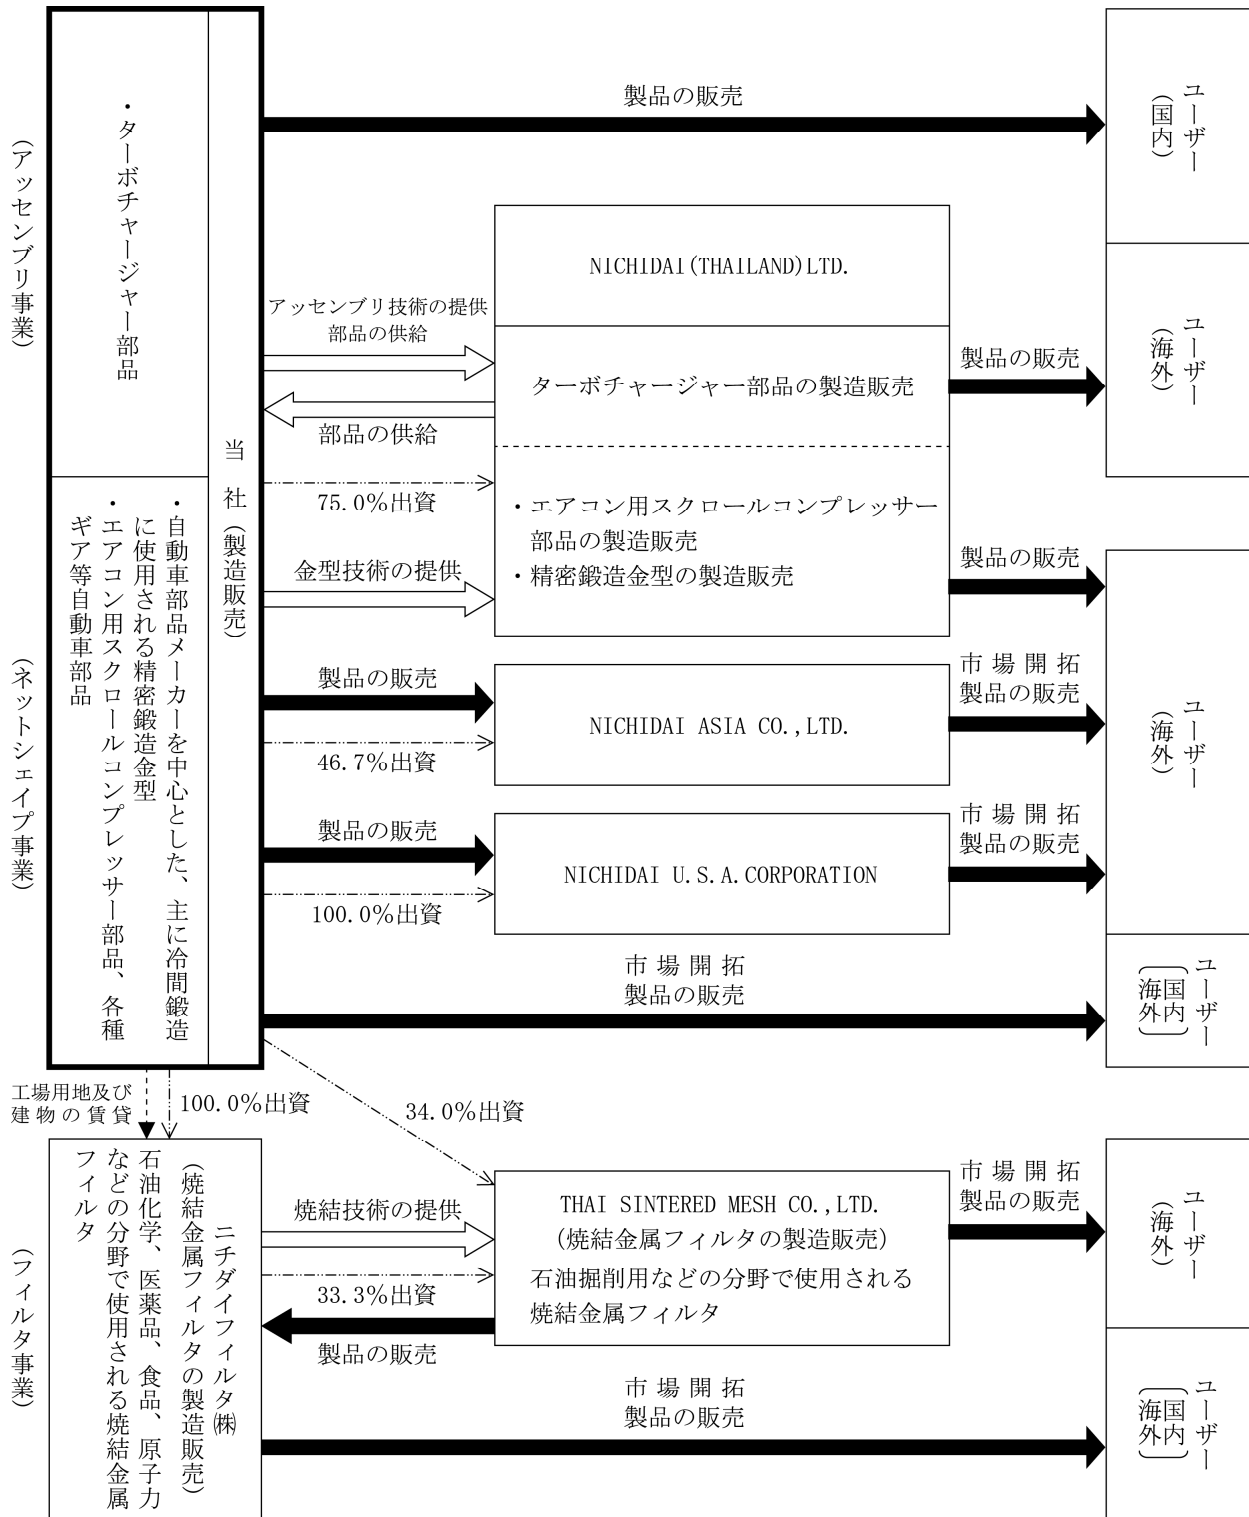 (アッセンブリ事業)
・ターボチャージャー部品
当　社(製造販売)
製品の販売
ユーザー
(国内)
NICHIDAI(THAILAND)LTD.
アッセンブリ技術の提供
部品の供給
ターボチャージャー部品の製造販売
製品の販売
ユーザー
(海外)
部品の供給
75.0％出資
・エアコン用スクロールコンプレッサー
部品の製造販売
・精密鍛造金型の製造販売
金型技術の提供
製品の販売
(ネットシェイプ事業)
・自動車部品メーカーを中心とした、主に冷間鍛造
に使用される精密鍛造金型
・エアコン用スクロールコンプレッサー部品、各種
ギア等自動車部品
製品の販売
46.7％出資
NICHIDAI ASIA CO.,LTD.
市場開拓
製品の販売
ユーザー
(海外)
製品の販売
100.0％出資
NICHIDAI U.S.A.CORPORATION
市場開拓
製品の販売
市場開拓
製品の販売
ユーザー
(国内
海外)
工場用地及び
建物の賃貸
100.0％出資
34.0％出資
(フィルタ事業)
ニチダイフィルタ㈱
(焼結金属フィルタの製造販売)
石油化学、医薬品、食品、原子力
などの分野で使用される焼結金属
フィルタ
焼結技術の提供
33.3％出資
製品の販売
THAI SINTERED MESH CO.,LTD.
(焼結金属フィルタの製造販売)
石油掘削用などの分野で使用される
焼結金属フィルタ
市場開拓
製品の販売
ユーザー
(海外)
市場開拓
製品の販売
ユーザー
(国内
海外)